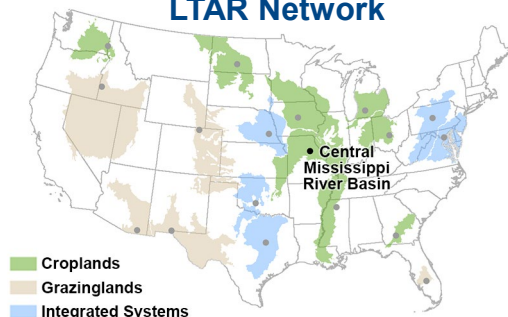 LTAR Network
Central
Mississippi
River Basin
Croplands
Grazinglands
Integrated Systems